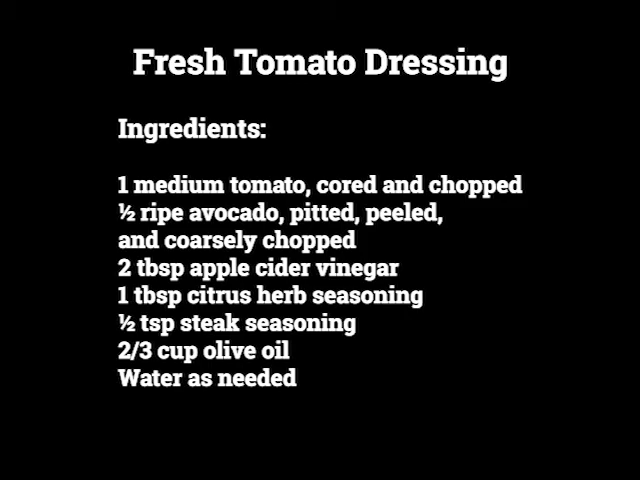 Fresh Tomato Dressing
Ingredients:
1 medium tomato, cored and chopped
½ ripe avocado, pitted, peeled,
and coarsely chopped
2 tbsp apple cider vinegar
1 tbsp citrus herb seasoning
½ tsp steak seasoning
2/3 cup olive oil
Water as needed